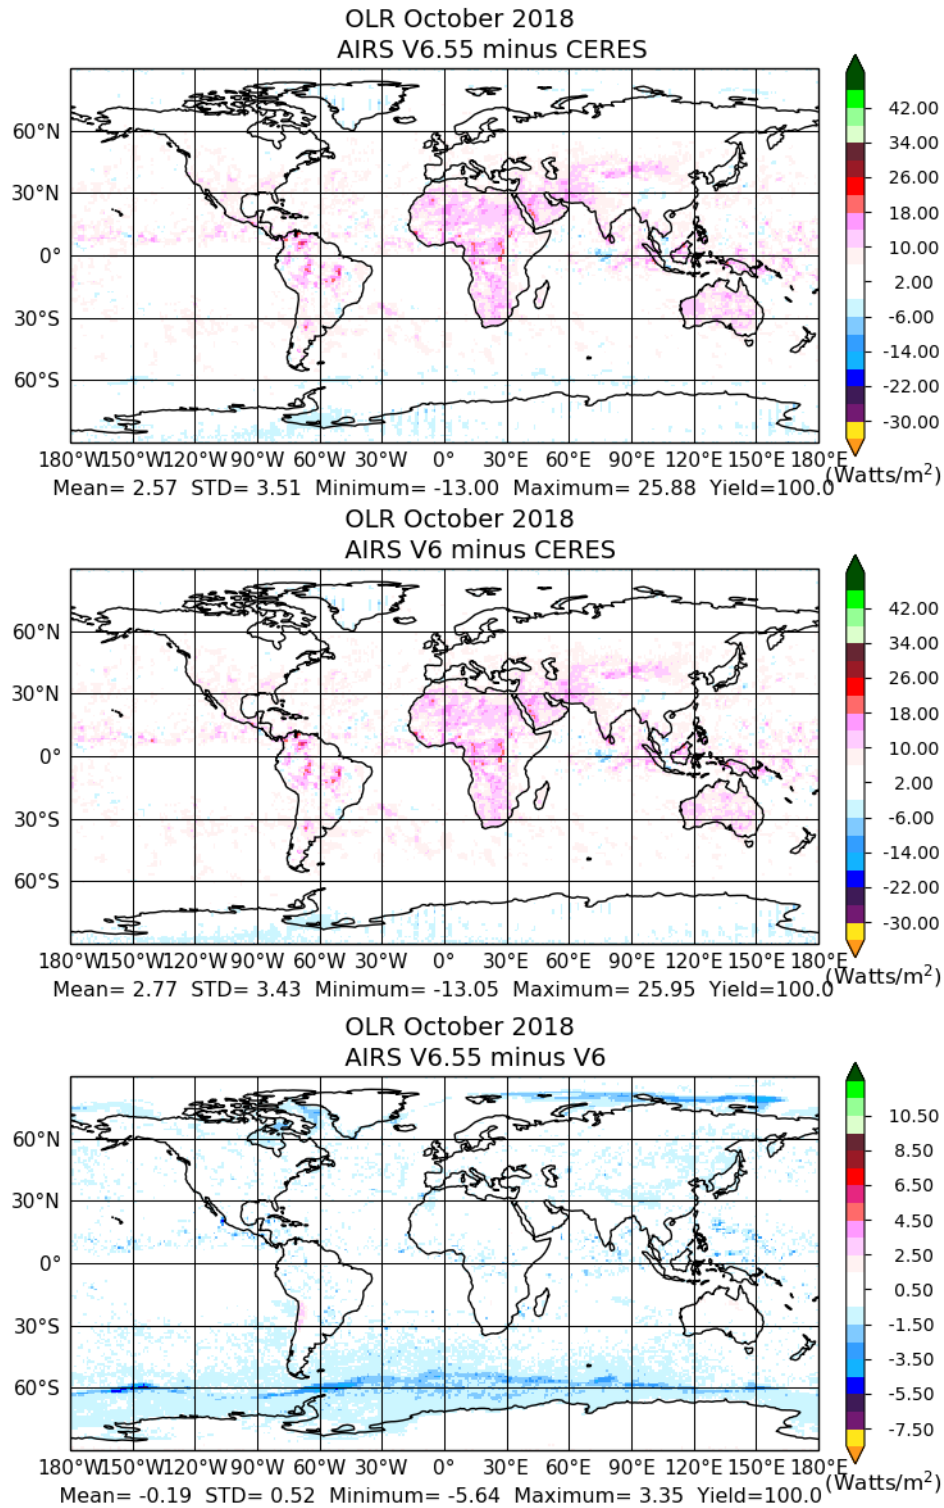 OLR October 2018
AIRS V6.55 minus CERES
60°N
30°N
0°
30°S
60°S
180°W 150°W 120°W 90°W 60°W 30°W 0° 30°E 60°E 90°E 120°E 150°E 180°E
42.00
34.00
26.00
18.00
10.00
2.00
-6.00
-14.00
-22.00
-30.00
(Watts/m²)
Mean= 2.57 STD= 3.51 Minimum= -13.00 Maximum= 25.88 Yield=100.0
OLR October 2018
AIRS V6 minus CERES
60°N
30°N
0°
30°S
60°S
180°W 150°W 120°W 90°W 60°W 30°W 0° 30°E 60°E 90°E 120°E 150°E 180°E
42.00
34.00
26.00
18.00
10.00
2.00
-6.00
-14.00
-22.00
-30.00
(Watts/m²)
Mean= 2.77 STD= 3.43 Minimum= -13.05 Maximum= 25.95 Yield=100.0
OLR October 2018
AIRS V6.55 minus V6
60°N
30°N
0°
30°S
60°S
180°W 150°W 120°W 90°W 60°W 30°W 0° 30°E 60°E 90°E 120°E 150°E 180°E
10.50
8.50
6.50
4.50
2.50
0.50
-1.50
-3.50
-5.50
-7.50
(Watts/m²)
Mean= -0.19 STD= 0.52 Minimum= -5.64 Maximum= 3.35 Yield=100.0